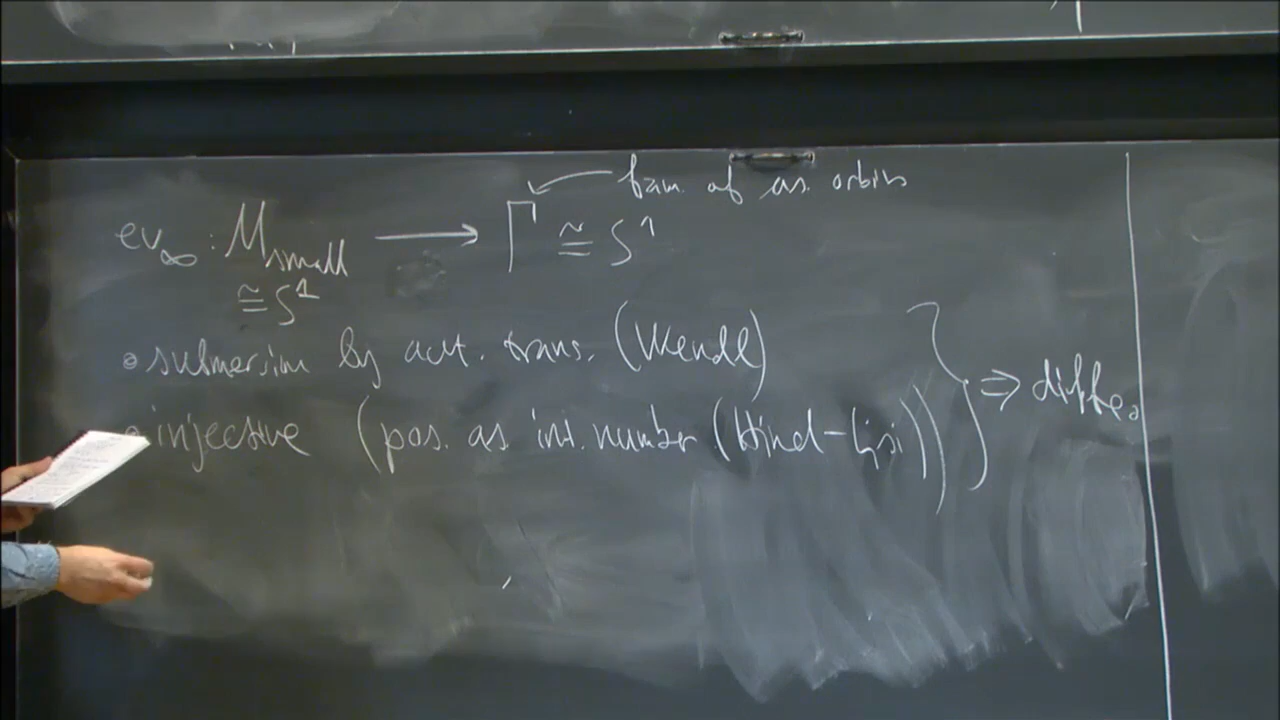 fam. of as. orbits
ev_∞ : M_small ⟶ Γ ≅ S¹
≅ S¹
• submersion by aut. trans. (Wendl)
• injective (pos. as int. number (Hind-Lisi)) } ⇒ diffeo